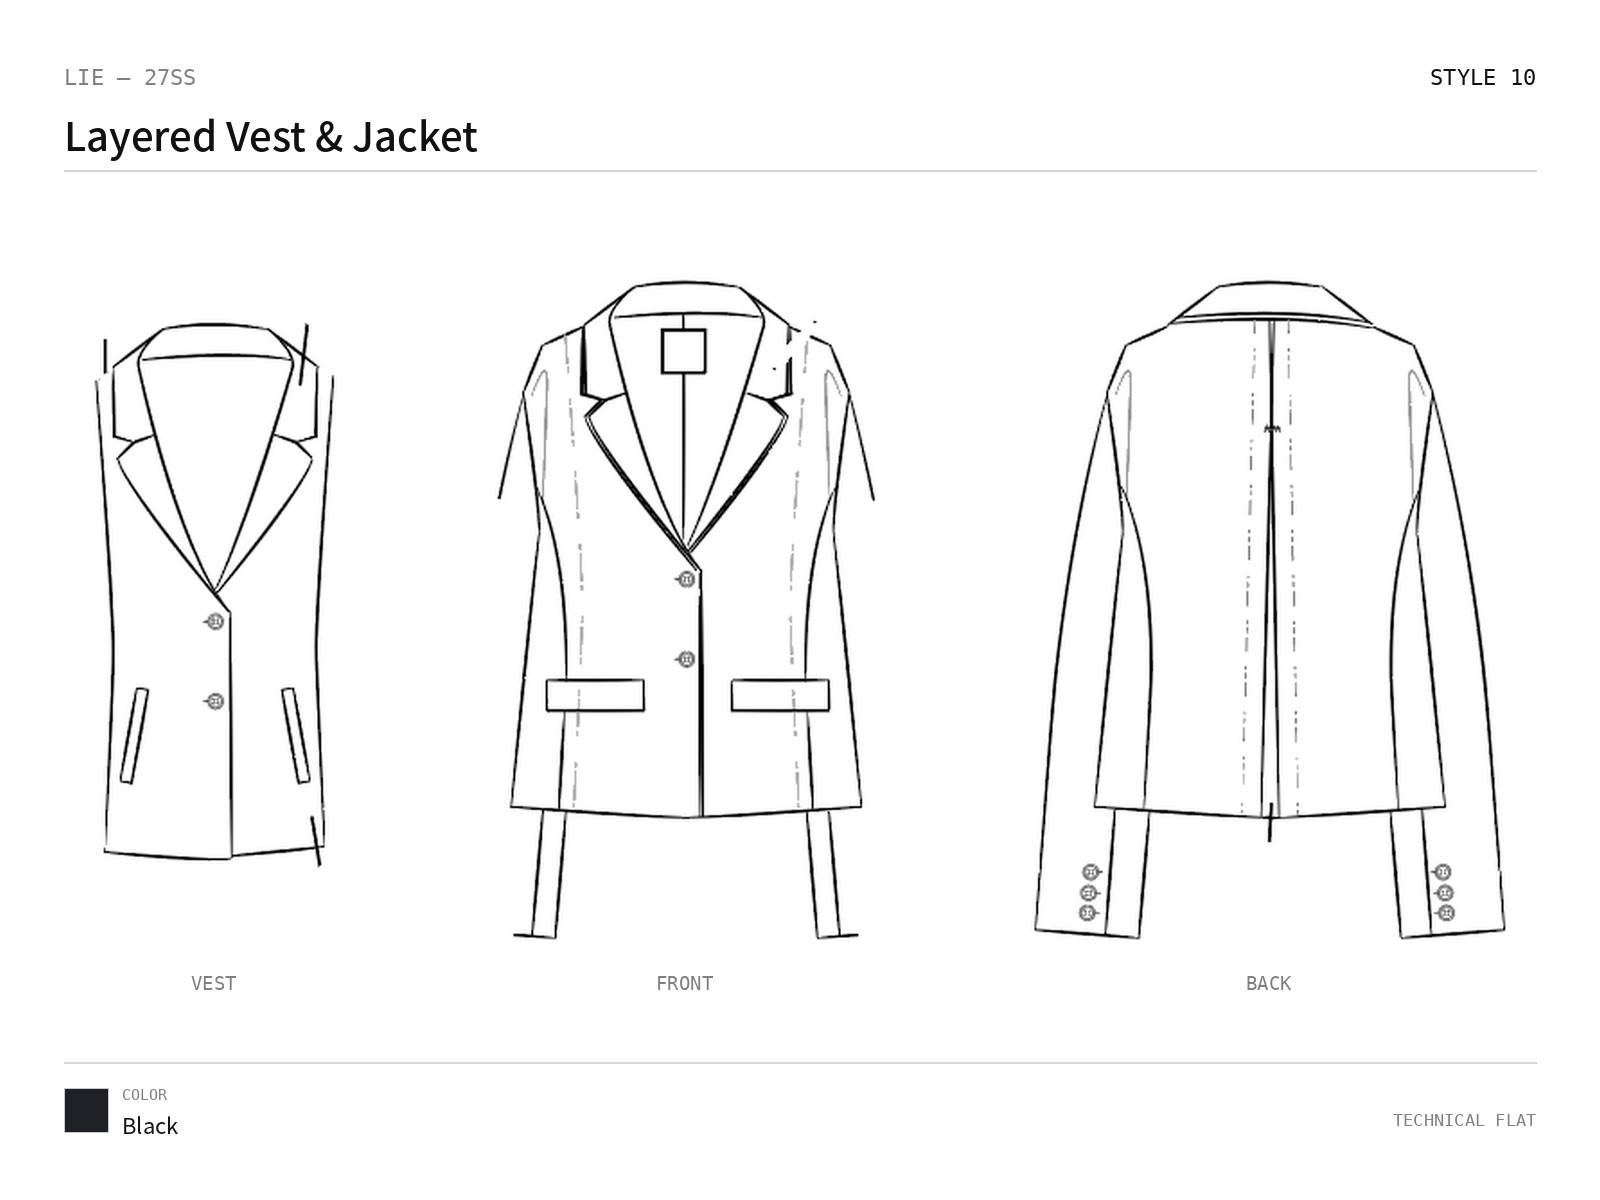 LIE — 27SS
STYLE 10
Layered Vest & Jacket
VEST
FRONT
BACK
COLOR
Black
TECHNICAL FLAT